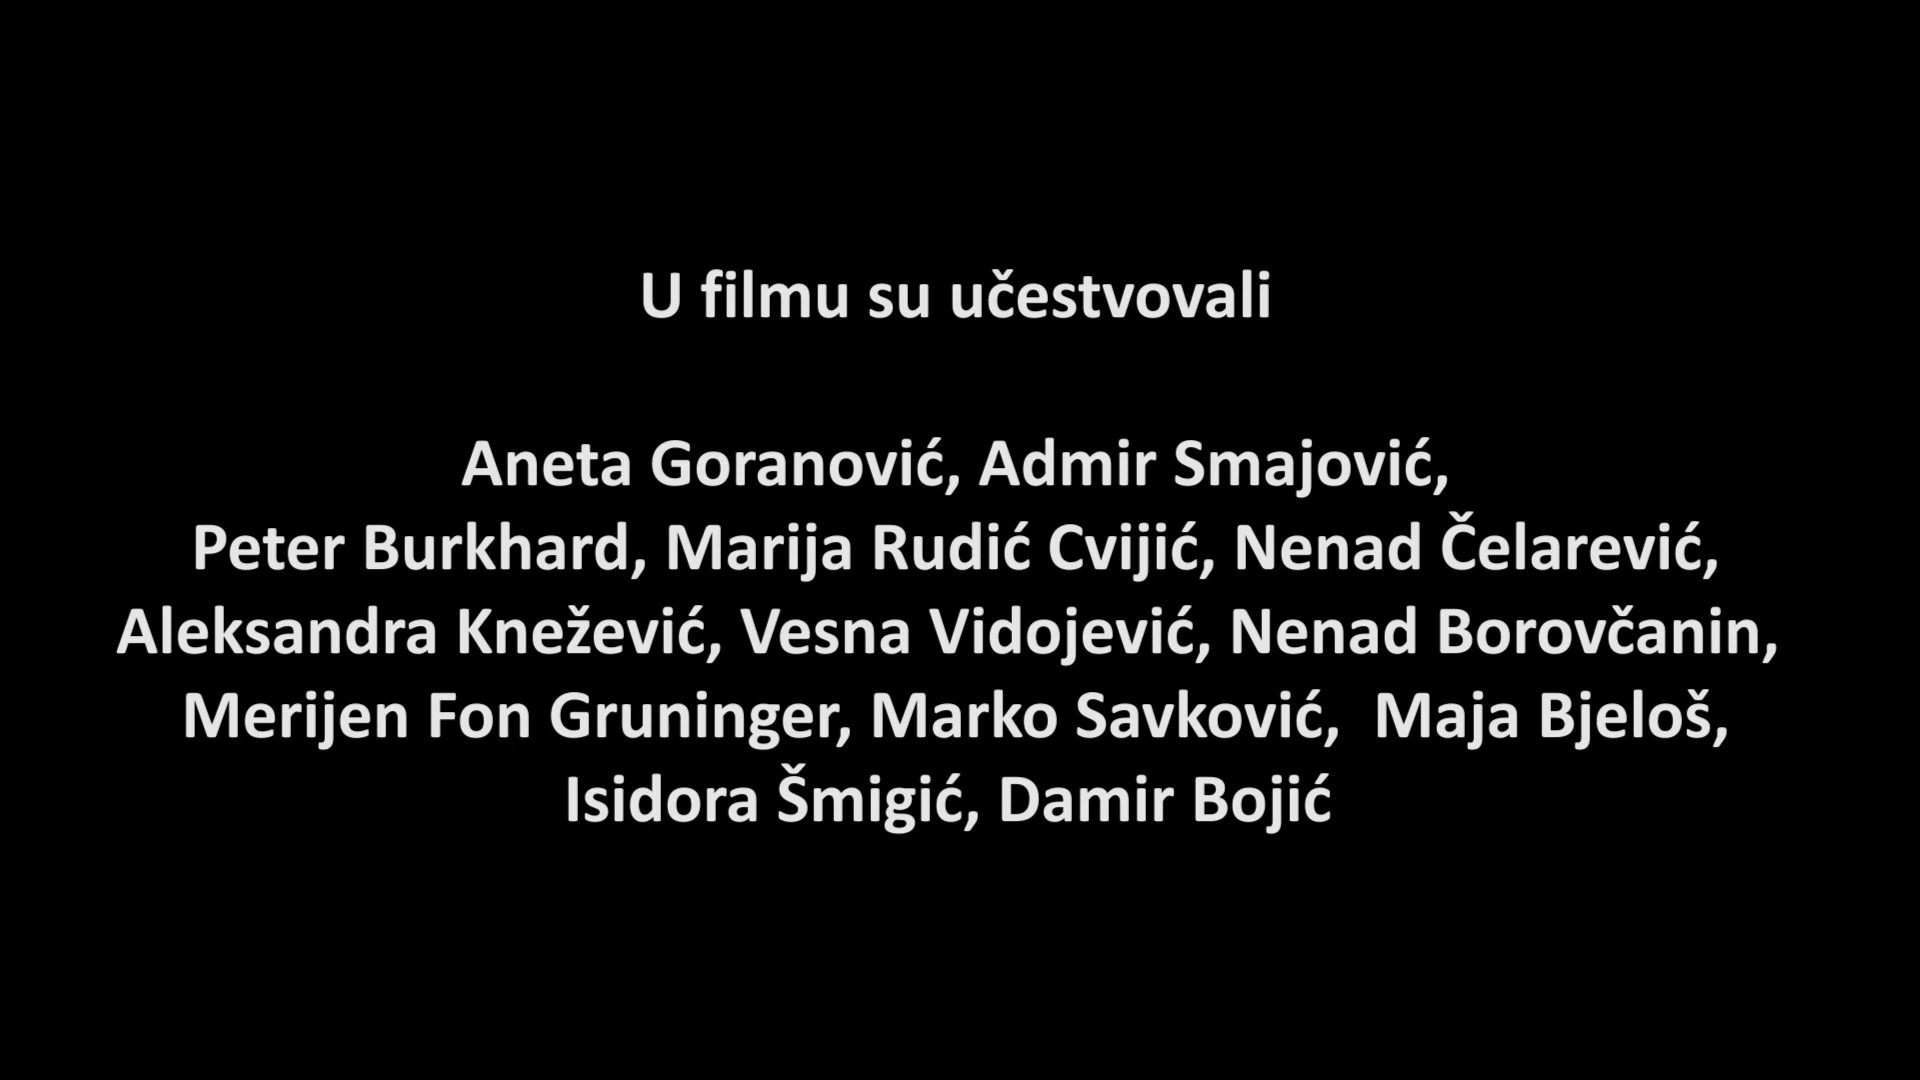 U filmu su učestvovali
Aneta Goranović, Admir Smajović,
Peter Burkhard, Marija Rudić Cvijić, Nenad Čelarević,
Aleksandra Knežević, Vesna Vidojević, Nenad Borovčanin,
Merijen Fon Gruninger, Marko Savković,  Maja Bjeloš,
Isidora Šmigić, Damir Bojić